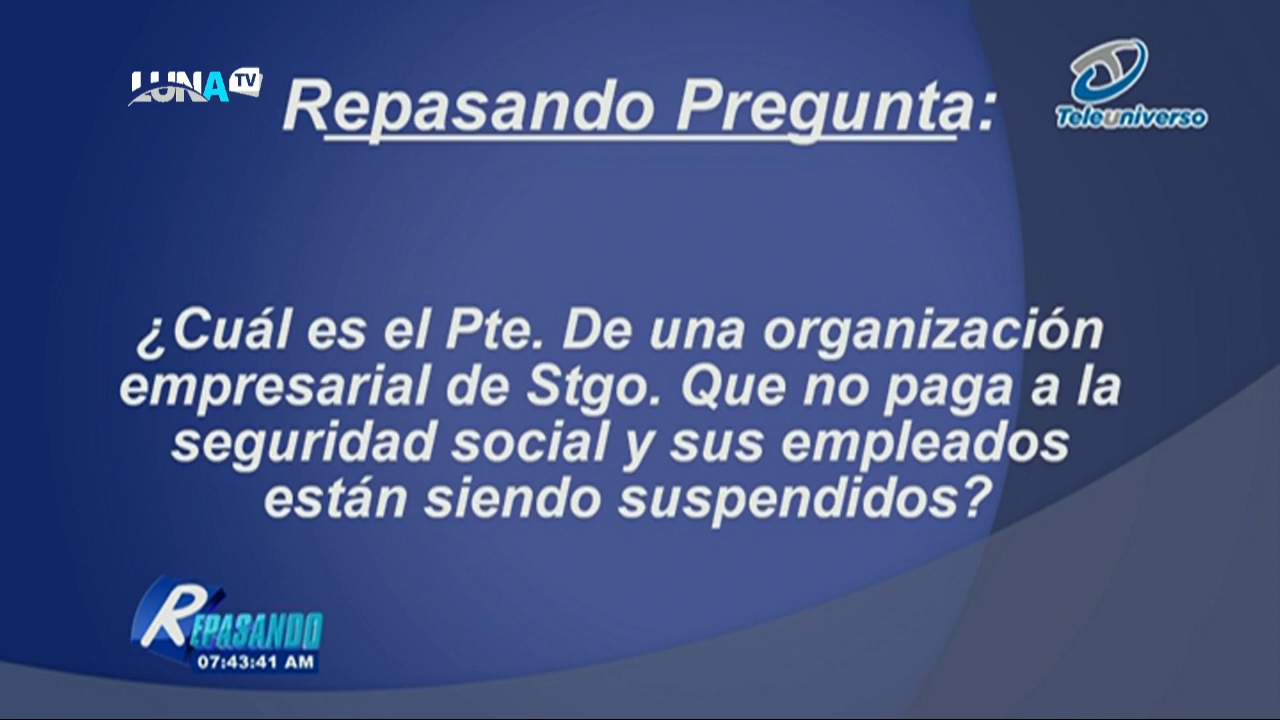 LUNA TV
Repasando Pregunta:
Teleuniverso
¿Cuál es el Pte. De una organización
empresarial de Stgo. Que no paga a la
seguridad social y sus empleados
están siendo suspendidos?
REPASANDO
07:43:41 AM